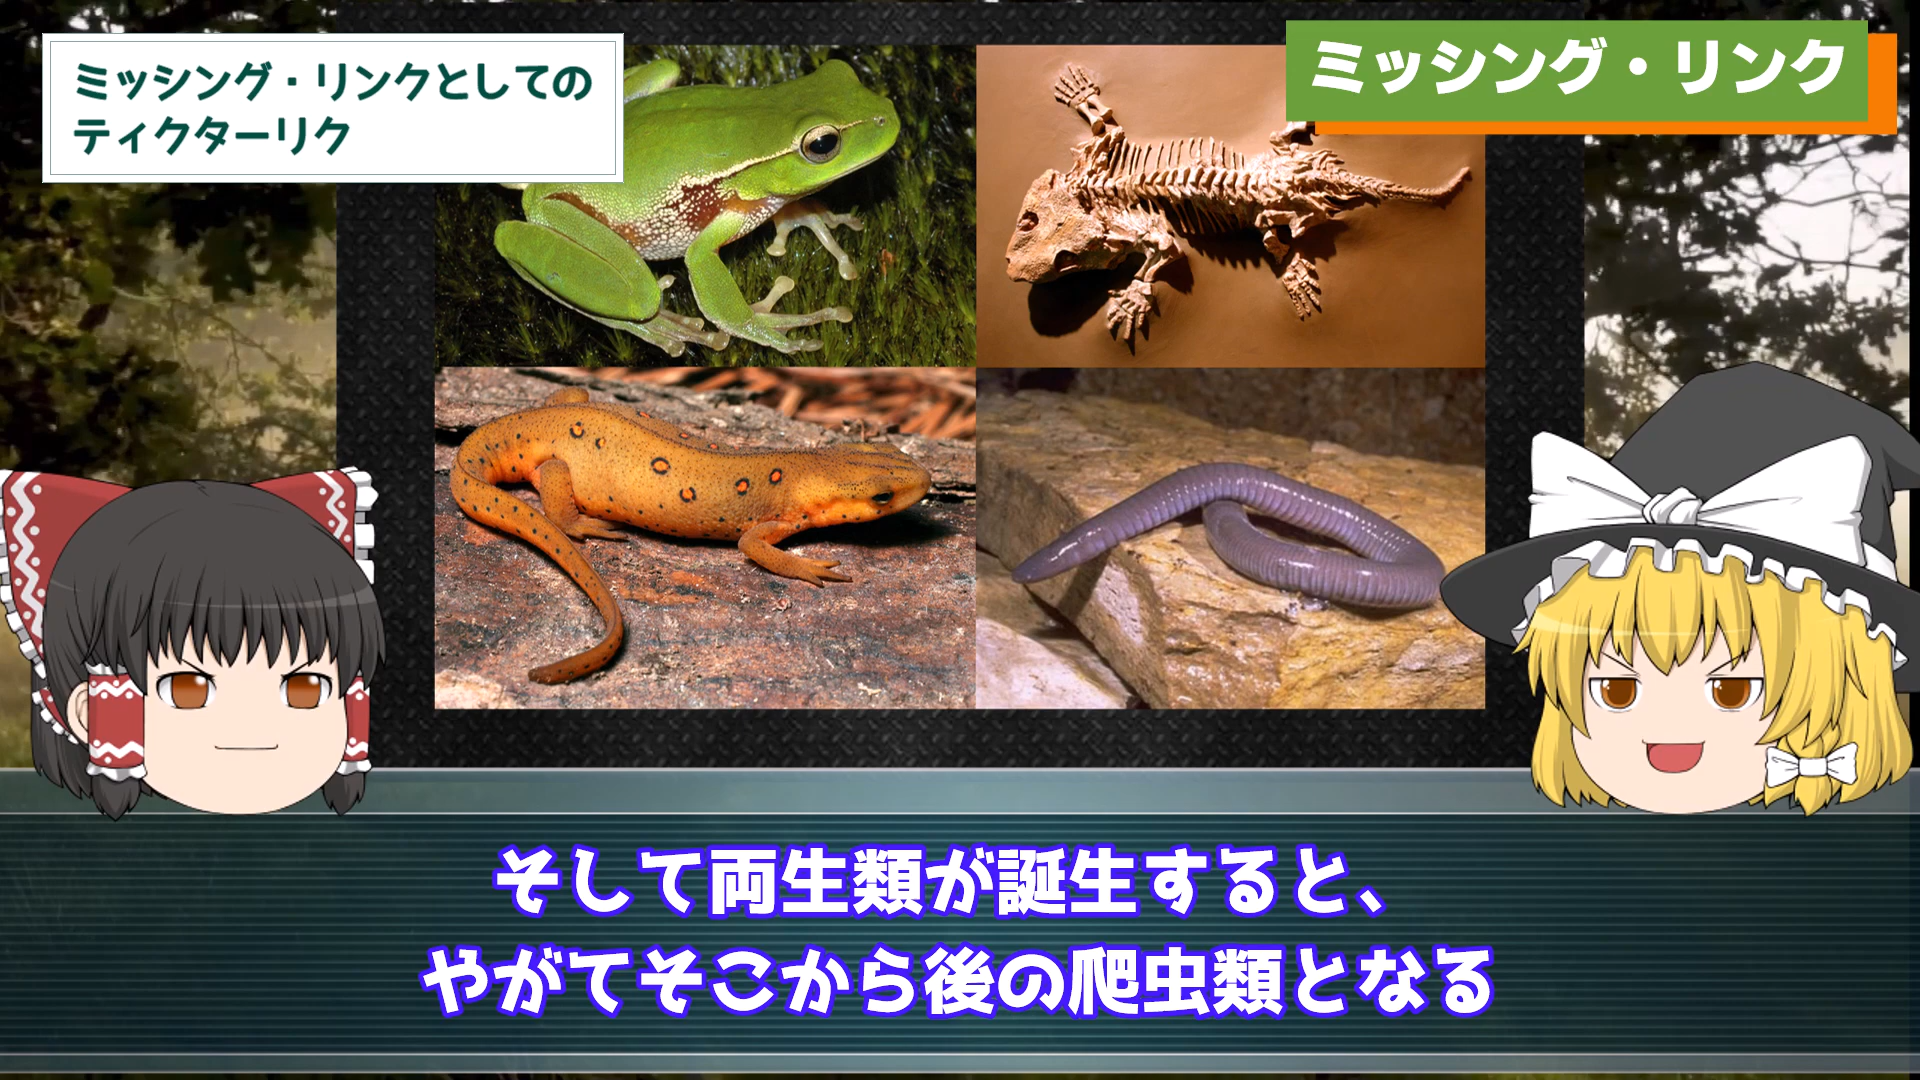 ミッシング・リンクとしての
ティクターリク
ミッシング・リンク
そして両生類が誕生すると、
やがてそこから後の爬虫類となる